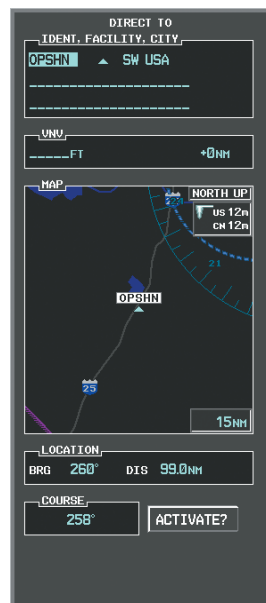 DIRECT TO
IDENT, FACILITY, CITY
OPSHN SW USA
VNV
_____FT +0NM
MAP
NORTH UP
US 12m
CN 12m
21
OPSHN
25
15NM
LOCATION
BRG 260° DIS 99.0NM
COURSE
258° ACTIVATE?